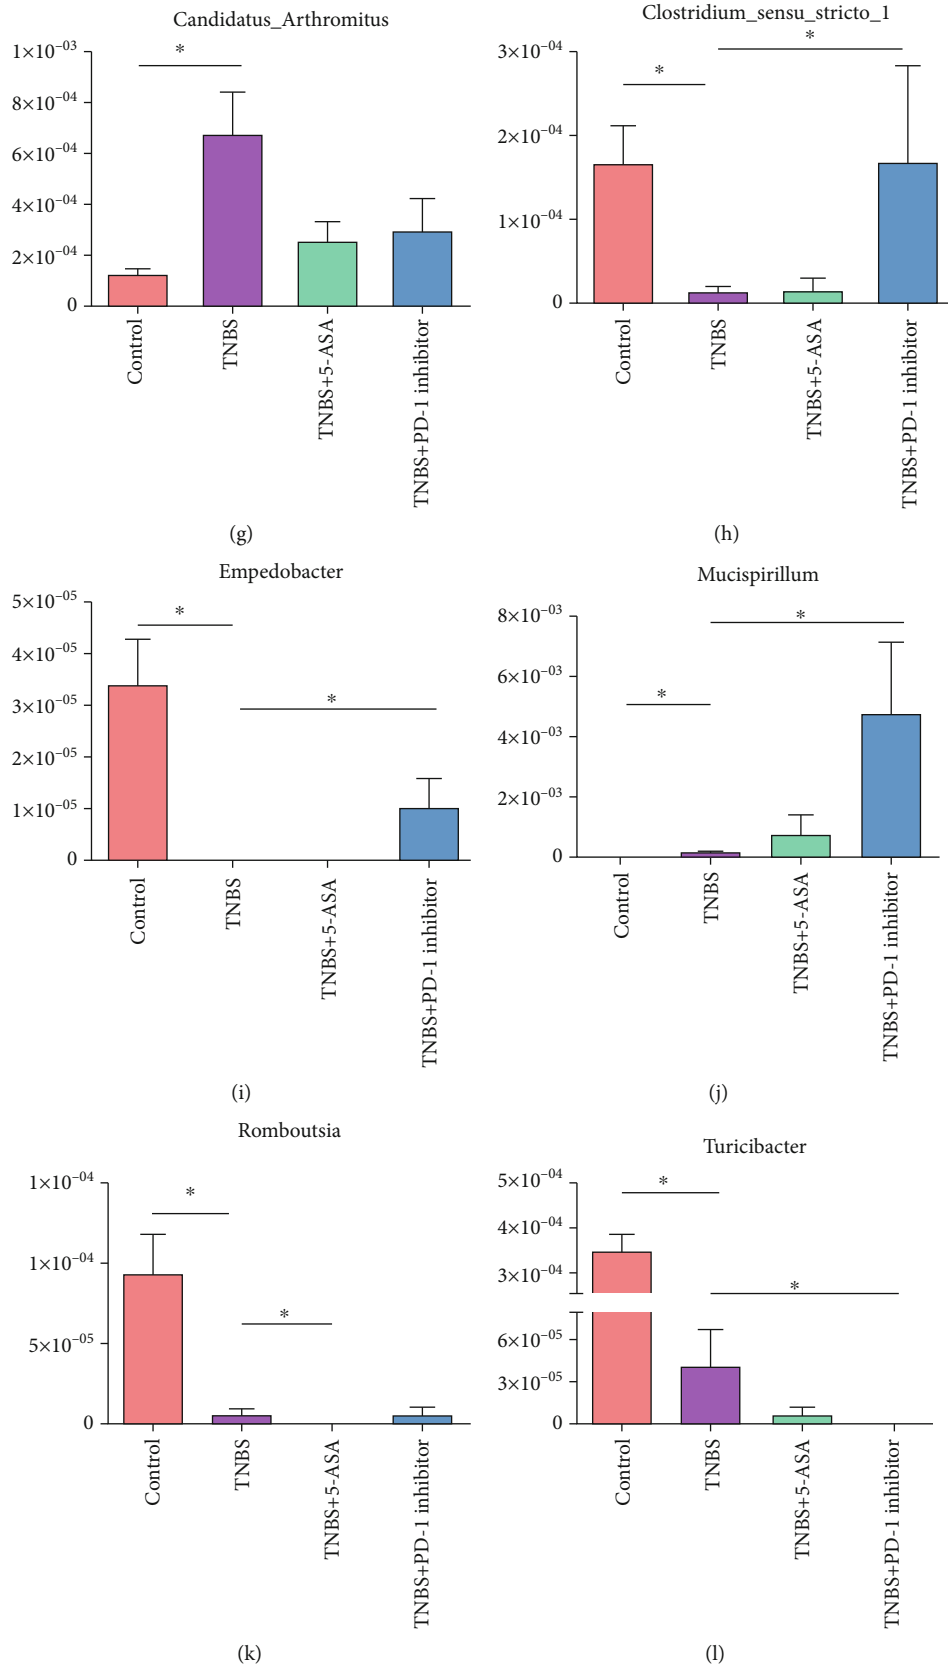 Candidatus_Arthromitus
1×10⁻⁰³
8×10⁻⁰⁴
6×10⁻⁰⁴
4×10⁻⁰⁴
2×10⁻⁰⁴
0
*
Control
TNBS
TNBS+5-ASA
TNBS+PD-1 inhibitor
(g)
Clostridium_sensu_stricto_1
3×10⁻⁰⁴
2×10⁻⁰⁴
1×10⁻⁰⁴
0
*
*
Control
TNBS
TNBS+5-ASA
TNBS+PD-1 inhibitor
(h)
Empedobacter
5×10⁻⁰⁵
4×10⁻⁰⁵
3×10⁻⁰⁵
2×10⁻⁰⁵
1×10⁻⁰⁵
0
*
*
Control
TNBS
TNBS+5-ASA
TNBS+PD-1 inhibitor
(i)
Mucispirillum
8×10⁻⁰³
6×10⁻⁰³
4×10⁻⁰³
2×10⁻⁰³
0
*
*
Control
TNBS
TNBS+5-ASA
TNBS+PD-1 inhibitor
(j)
Romboutsia
1×10⁻⁰⁴
1×10⁻⁰⁴
5×10⁻⁰⁵
0
*
*
Control
TNBS
TNBS+5-ASA
TNBS+PD-1 inhibitor
(k)
Turicibacter
5×10⁻⁰⁴
4×10⁻⁰⁴
3×10⁻⁰⁴
6×10⁻⁰⁵
3×10⁻⁰⁵
0
*
*
Control
TNBS
TNBS+5-ASA
TNBS+PD-1 inhibitor
(l)